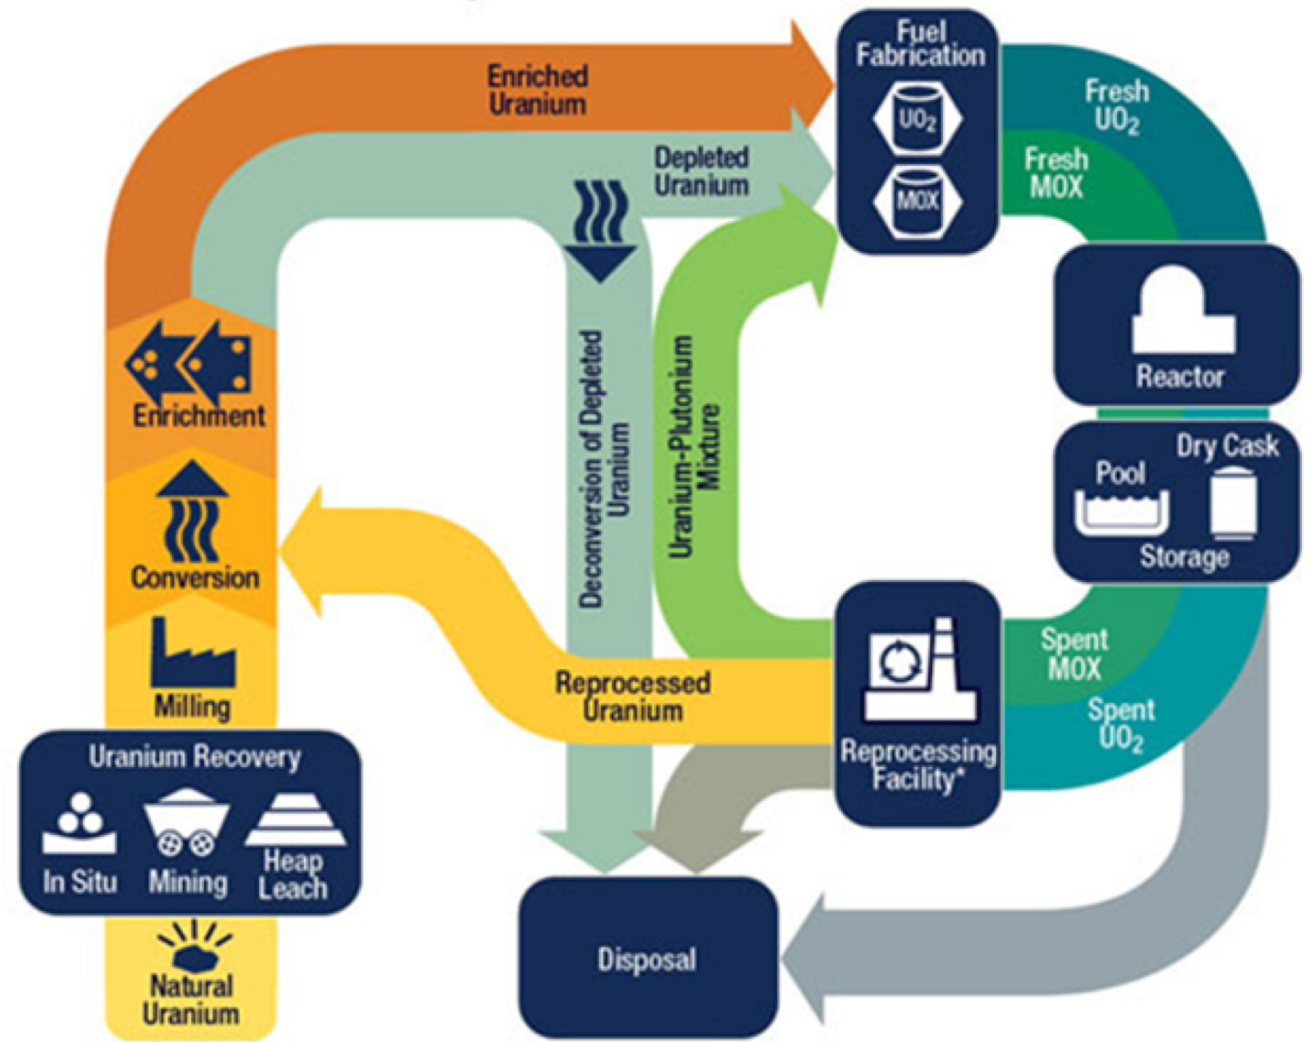 Fuel
Fabrication
UO2
MOX
Enriched
Uranium
Depleted
Uranium
Fresh
UO2
Fresh
MOX
Reactor
Dry Cask
Pool
Storage
Enrichment
Conversion
Milling
Uranium Recovery
In Situ
Mining
Heap
Leach
Natural
Uranium
Deconversion of Depleted
Uranium
Uranium-Plutonium
Mixture
Reprocessed
Uranium
Reprocessing
Facility*
Spent
MOX
Spent
UO2
Disposal